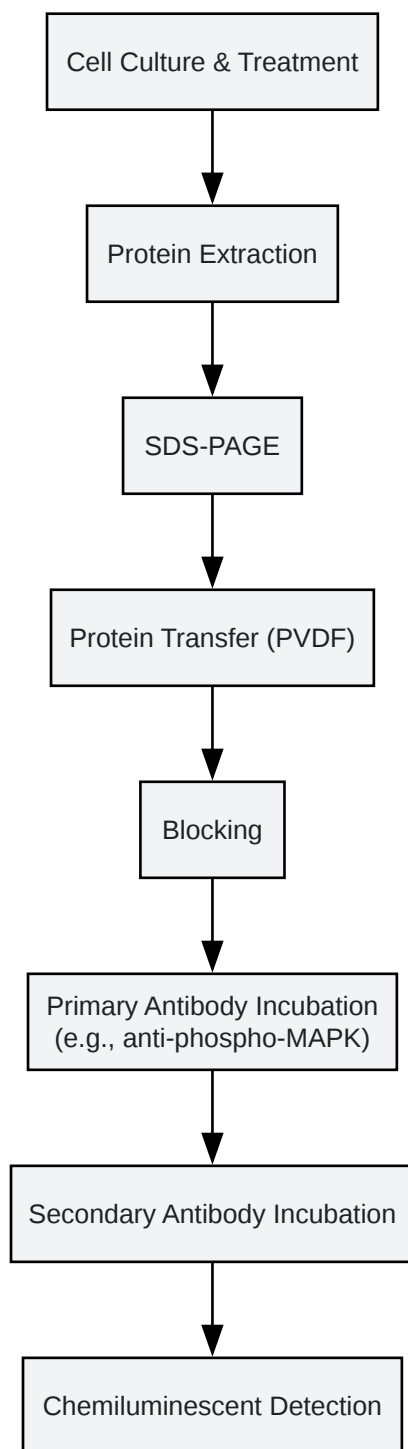 Cell Culture & Treatment
Protein Extraction
SDS-PAGE
Protein Transfer (PVDF)
Blocking
Primary Antibody Incubation
(e.g., anti-phospho-MAPK)
Secondary Antibody Incubation
Chemiluminescent Detection